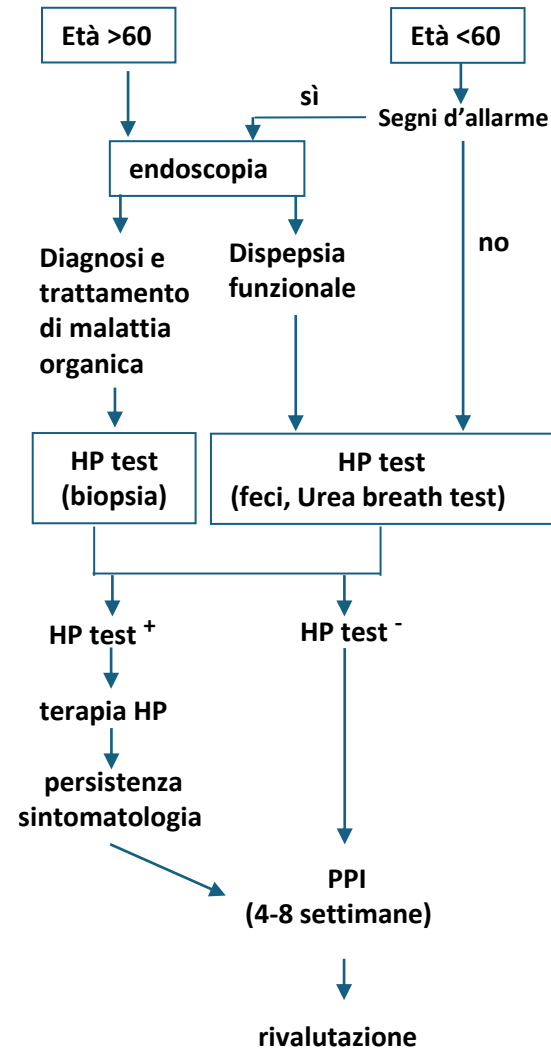 Età >60
Età <60
sì
Segni d’allarme
endoscopia
no
Diagnosi e
trattamento
di malattia
organica
Dispepsia
funzionale
HP test
(biopsia)
HP test
(feci, Urea breath test)
HP test +
HP test -
terapia HP
persistenza
sintomatologia
PPI
(4-8 settimane)
rivalutazione